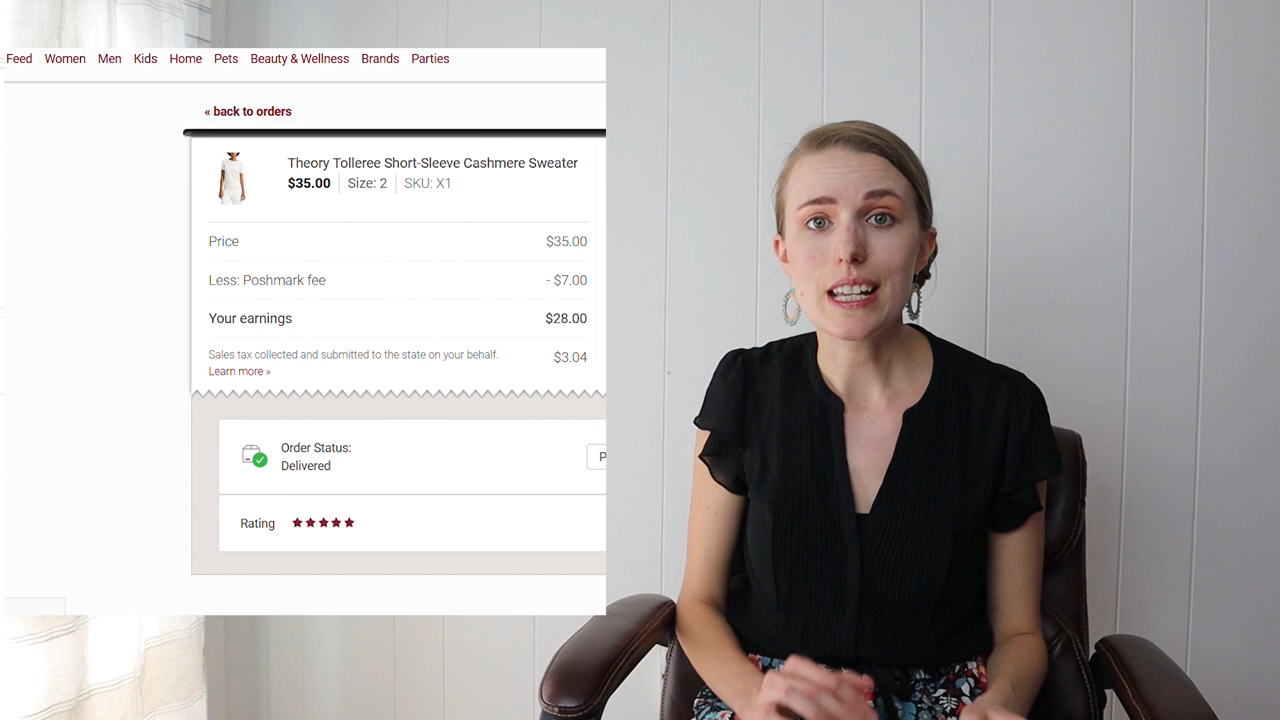 Feed Women Men Kids Home Pets Beauty & Wellness Brands Parties
« back to orders
Theory Tolleree Short-Sleeve Cashmere Sweater
$35.00 Size: 2 SKU: X1
Price $35.00
Less: Poshmark fee - $7.00
Your earnings $28.00
Sales tax collected and submitted to the state on your behalf. $3.04
Learn more »
Order Status:
Delivered
P
Rating